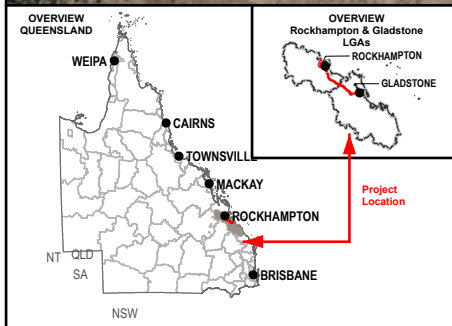 OVERVIEW
QUEENSLAND
WEIPA
CAIRNS
TOWNSVILLE
MACKAY
ROCKHAMPTON
BRISBANE
NT
QLD
SA
NSW
OVERVIEW
Rockhampton & Gladstone
LGAs
ROCKHAMPTON
GLADSTONE
Project
Location